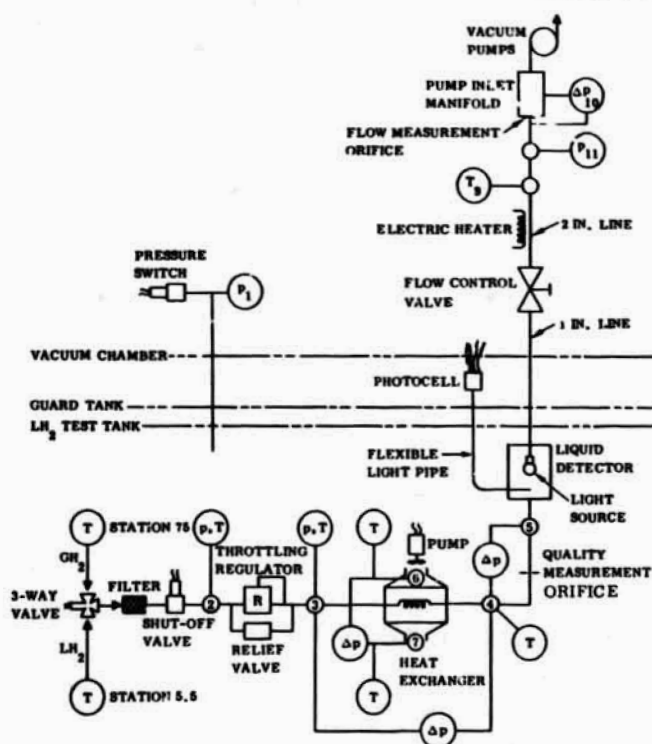 VACUUM
PUMPS
PUMP INLET
MANIFOLD
Δp
10
FLOW MEASUREMENT
ORIFICE
P11
T9
ELECTRIC HEATER
2 IN. LINE
PRESSURE
SWITCH
P1
FLOW CONTROL
VALVE
1 IN. LINE
VACUUM CHAMBER
PHOTOCELL
GUARD TANK
LH2 TEST TANK
FLEXIBLE
LIGHT PIPE
LIQUID
DETECTOR
LIGHT
SOURCE
T
STATION 75
p,T
p,T
T
PUMP
Δp
5
QUALITY
MEASUREMENT
ORIFICE
GH2
THROTTLING
REGULATOR
3-WAY
VALVE
FILTER
SHUT-OFF
VALVE
2
R
3
6
4
RELIEF
VALVE
7
Δp
HEAT
EXCHANGER
T
T
LH2
T
STATION 5.5
Δp